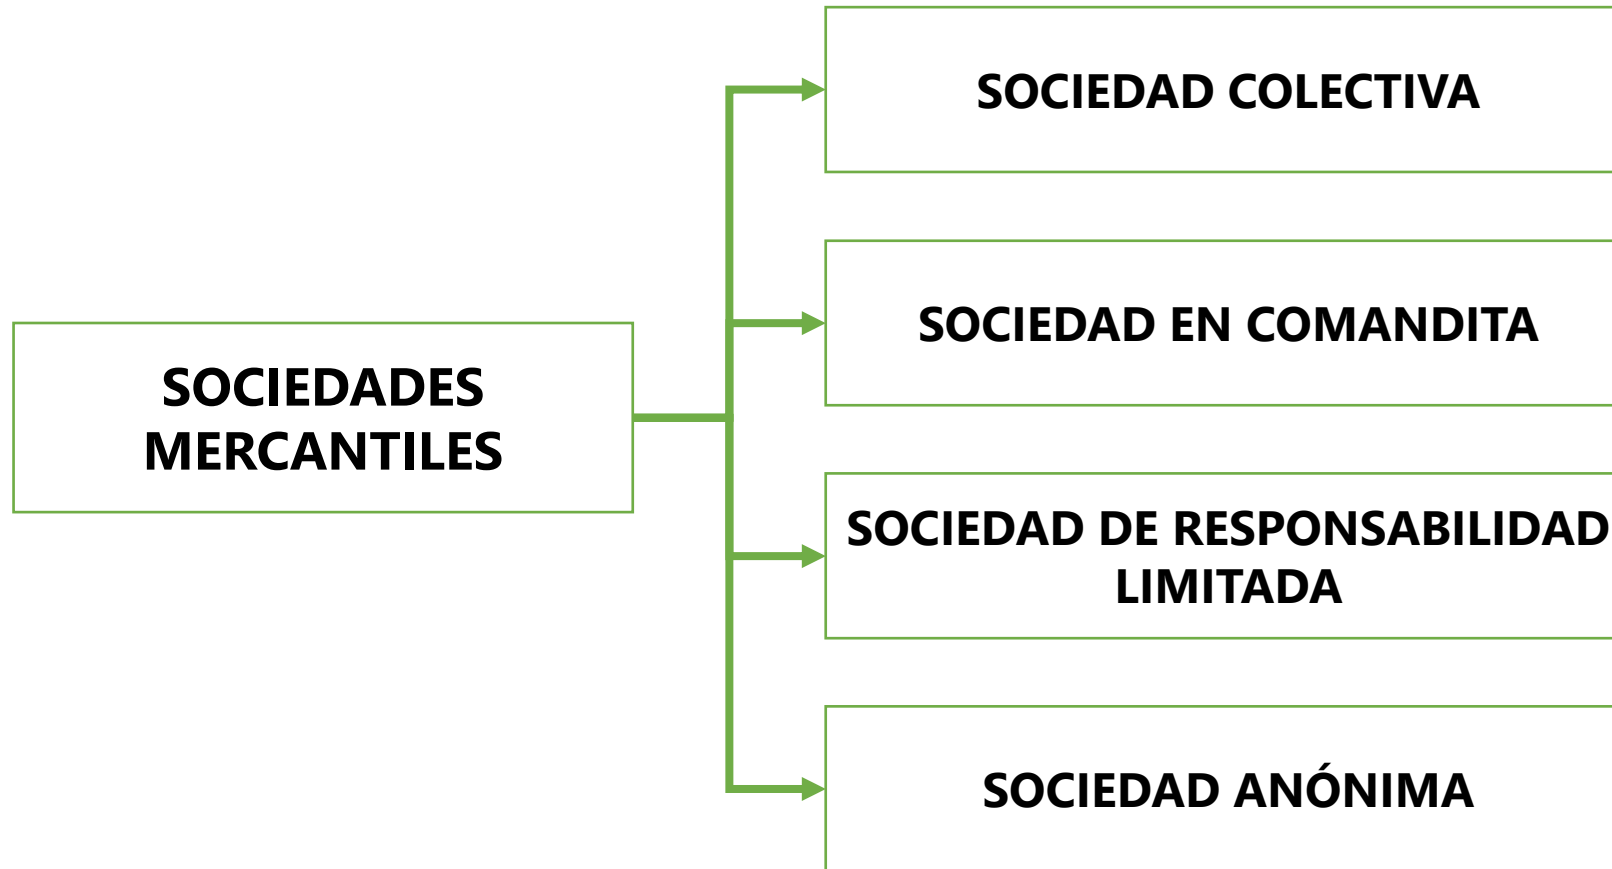 SOCIEDAD COLECTIVA
SOCIEDAD EN COMANDITA
SOCIEDADES
MERCANTILES
SOCIEDAD DE RESPONSABILIDAD
LIMITADA
SOCIEDAD ANÓNIMA